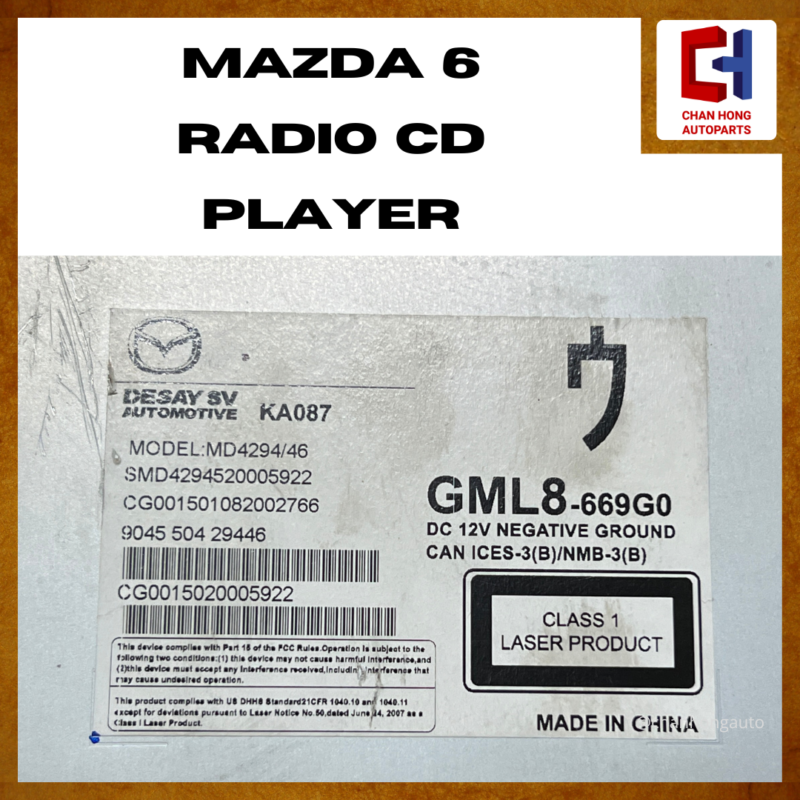 MAZDA 6
RADIO CD
PLAYER
CHAN HONG
AUTOPARTS
DESAY SV
AUTOMOTIVE KA087
ウ
MODEL:MD4294/46
SMD4294520005922
CG001501082002766
9045 504 29446
CG0015020005922
GML8-669G0
DC 12V NEGATIVE GROUND
CAN ICES-3(B)/NMB-3(B)
CLASS 1
LASER PRODUCT
This device complies with Part 15 of the FCC Rules.Operation is subject to the
following two conditions:(1) this device may not cause harmful interference,and
(2)this device must accept any interference received,including interference that
may cause undesired operation.
This product complies with US DHHS Standard21CFR 1040.10 and 1040.11
except for deviations pursuant to Laser Notice No.50,dated June 24, 2007 as a
Class I Laser Product.
MADE IN CHINA